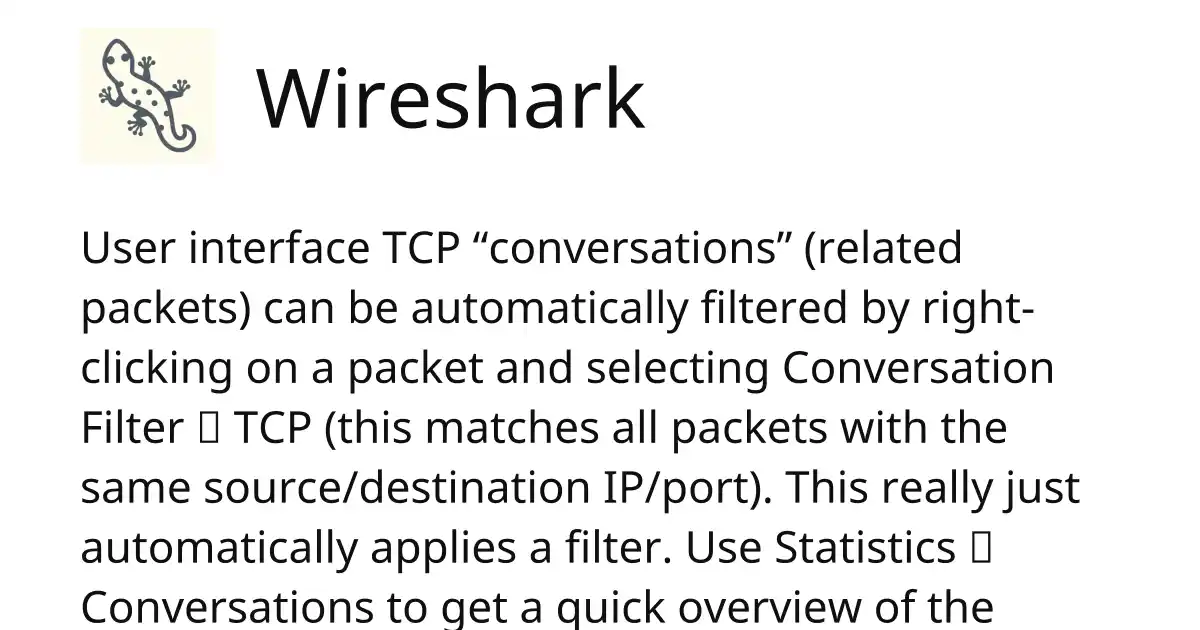 Wireshark
User interface TCP “conversations” (related
packets) can be automatically filtered by right-
clicking on a packet and selecting Conversation
Filter ▯ TCP (this matches all packets with the
same source/destination IP/port). This really just
automatically applies a filter. Use Statistics ▯
Conversations to get a quick overview of the